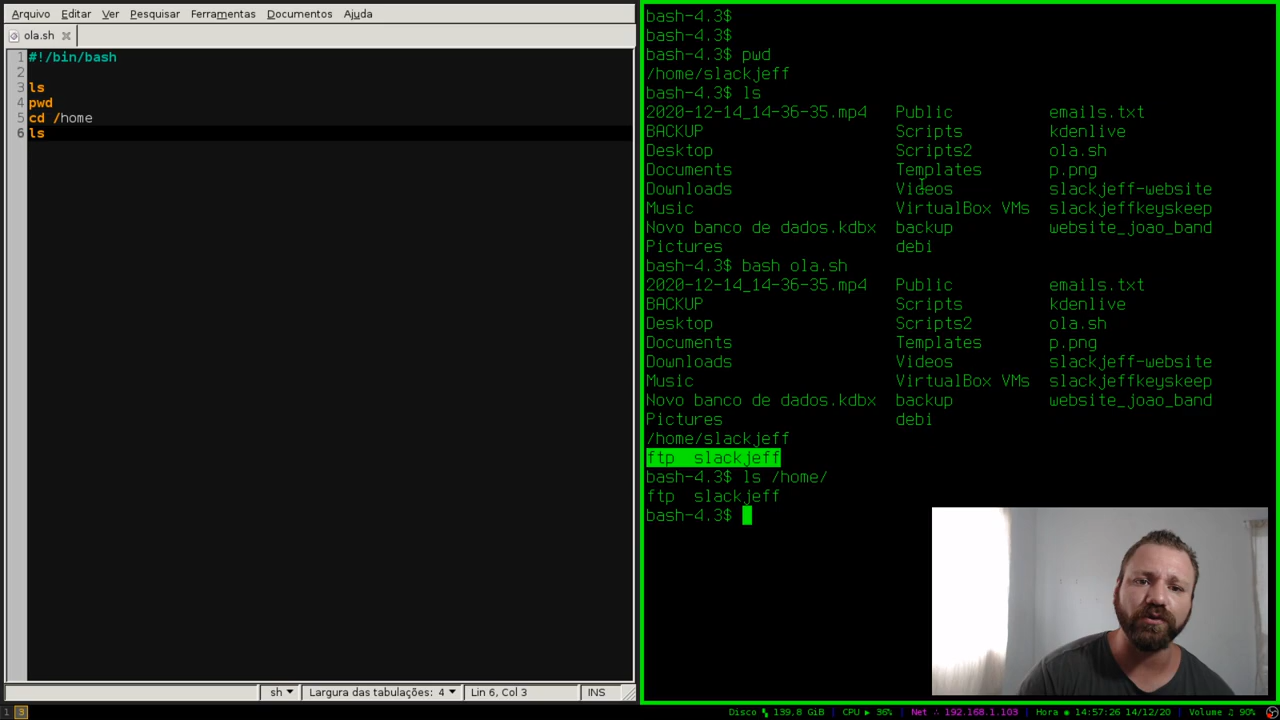 Arquivo Editar Ver Pesquisar Ferramentas Documentos Ajuda
ola.sh
1 #!/bin/bash
2
3 ls
4 pwd
5 cd /home
6 ls
sh Largura das tabulações: 4 Lin 6, Col 3 INS
bash-4.3$
bash-4.3$
bash-4.3$ pwd
/home/slackjeff
bash-4.3$ ls
2020-12-14_14-36-35.mp4 Public emails.txt
BACKUP Scripts kdenlive
Desktop Scripts2 ola.sh
Documents Templates p.png
Downloads Videos slackjeff-website
Music VirtualBox VMs slackjeffkeyskeep
Novo banco de dados.kdbx backup website_joao_band
Pictures debi
bash-4.3$ bash ola.sh
2020-12-14_14-36-35.mp4 Public emails.txt
BACKUP Scripts kdenlive
Desktop Scripts2 ola.sh
Documents Templates p.png
Downloads Videos slackjeff-website
Music VirtualBox VMs slackjeffkeyskeep
Novo banco de dados.kdbx backup website_joao_band
Pictures debi
/home/slackjeff
ftp slackjeff
bash-4.3$ ls /home/
ftp slackjeff
bash-4.3$
1 3 Disco 139,8 GiB CPU 36% Net 192.168.1.103 Hora 14:57:26 14/12/20 Volume 90%